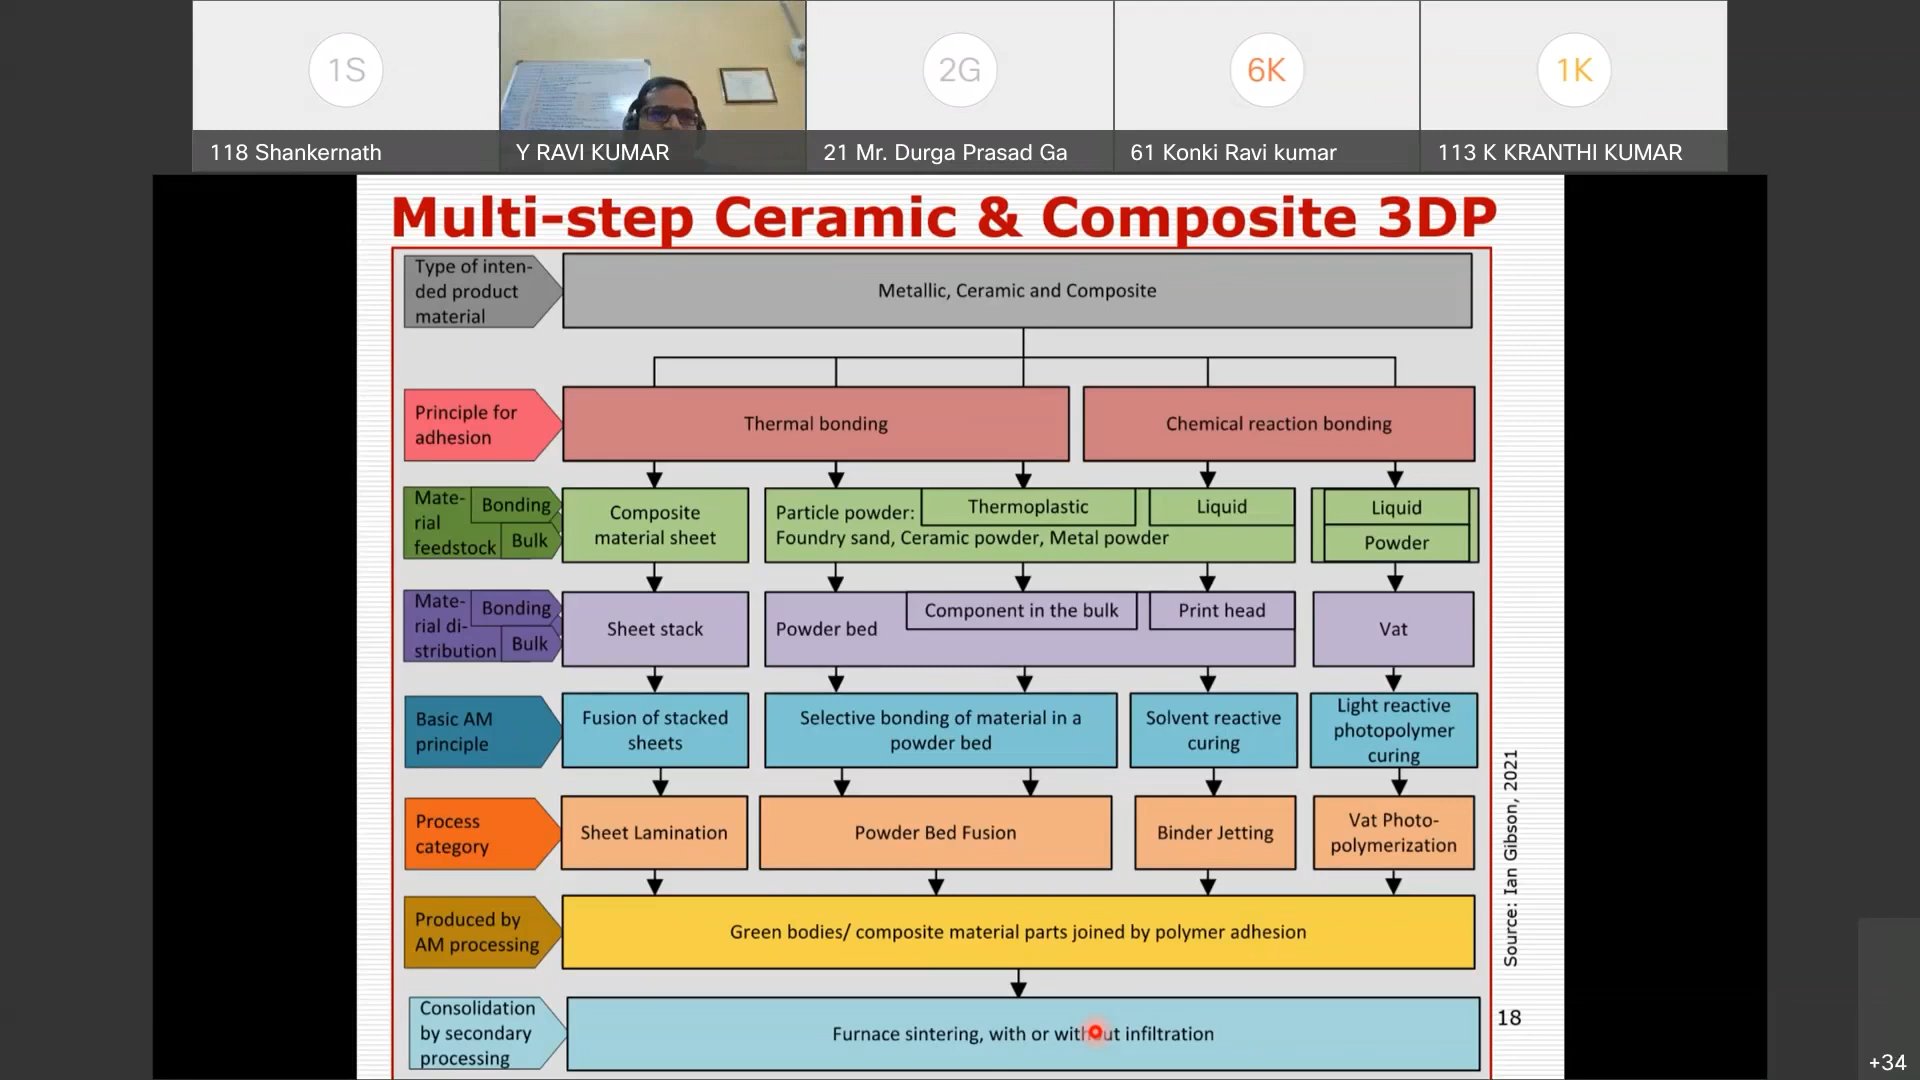 1S
2G
6K
1K
118 Shankernath
Y RAVI KUMAR
21 Mr. Durga Prasad Ga
61 Konki Ravi kumar
113 K KRANTHI KUMAR
Multi-step Ceramic & Composite 3DP
Type of inten-
ded product
material
Metallic, Ceramic and Composite
Principle for
adhesion
Thermal bonding
Chemical reaction bonding
Mate-
rial
feedstock
Bonding
Bulk
Composite
material sheet
Particle powder:
Thermoplastic
Liquid
Foundry sand, Ceramic powder, Metal powder
Liquid
Powder
Mate-
rial di-
stribution
Bonding
Bulk
Sheet stack
Powder bed
Component in the bulk
Print head
Vat
Basic AM
principle
Fusion of stacked
sheets
Selective bonding of material in a
powder bed
Solvent reactive
curing
Light reactive
photopolymer
curing
Process
category
Sheet Lamination
Powder Bed Fusion
Binder Jetting
Vat Photo-
polymerization
Produced by
AM processing
Green bodies/ composite material parts joined by polymer adhesion
Consolidation
by secondary
processing
Furnace sintering, with or without infiltration
Source: Ian Gibson, 2021
18
+34